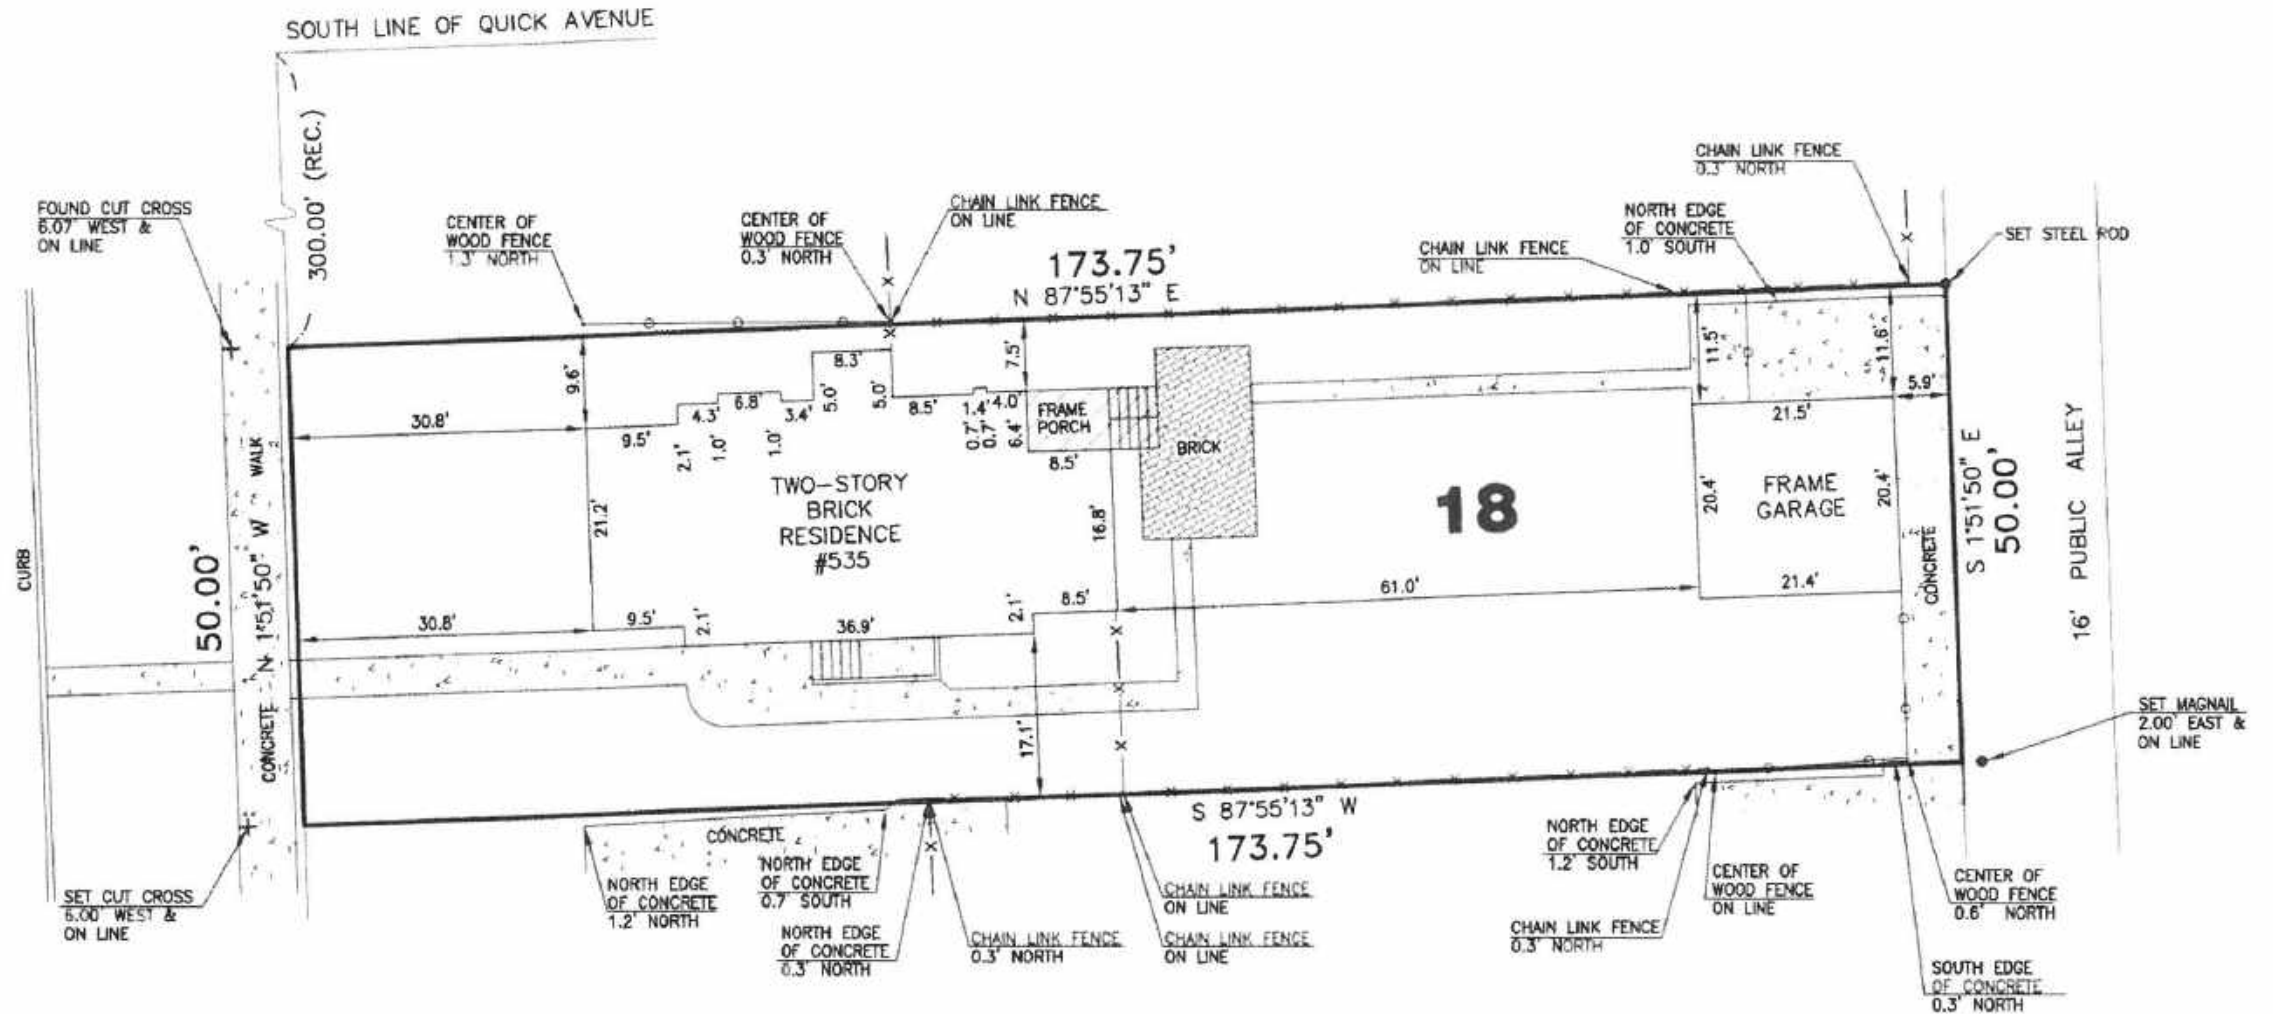 SOUTH LINE OF QUICK AVENUE
300.00' (REC.)
FOUND CUT CROSS
6.07' WEST &
ON LINE
CENTER OF
WOOD FENCE
1.3' NORTH
CENTER OF
WOOD FENCE
0.3' NORTH
CHAIN LINK FENCE
ON LINE
173.75'
N 87°55'13" E
CHAIN LINK FENCE
ON LINE
NORTH EDGE
OF CONCRETE
1.0' SOUTH
CHAIN LINK FENCE
0.3' NORTH
SET STEEL ROD
CURB
50.00'
CONCRETE
N 1°51'50" W
WALK
30.8'
9.6'
9.5'
2.1'
4.3'
1.0'
6.8'
1.0'
3.4'
5.0'
8.3'
5.0'
8.5'
0.7'
1.4'
0.7'
4.0'
6.4'
7.5'
FRAME
PORCH
8.5'
BRICK
21.2'
TWO-STORY
BRICK
RESIDENCE
#535
16.8'
18
11.5'
11.6'
5.9'
21.5'
20.4'
FRAME
GARAGE
20.4'
21.4'
CONCRETE
S 1°51'50" E
50.00'
16' PUBLIC ALLEY
30.8'
9.5'
2.1'
36.9'
2.1'
8.5'
61.0'
17.1'
SET MAGNAIL
2.00' EAST &
ON LINE
S 87°55'13" W
173.75'
CONCRETE
SET CUT CROSS
6.00' WEST &
ON LINE
NORTH EDGE
OF CONCRETE
1.2' NORTH
NORTH EDGE
OF CONCRETE
0.7' SOUTH
NORTH EDGE
OF CONCRETE
0.3' NORTH
CHAIN LINK FENCE
0.3' NORTH
CHAIN LINK FENCE
ON LINE
CHAIN LINK FENCE
ON LINE
NORTH EDGE
OF CONCRETE
1.2' SOUTH
CHAIN LINK FENCE
0.3' NORTH
CENTER OF
WOOD FENCE
ON LINE
CENTER OF
WOOD FENCE
0.6' NORTH
SOUTH EDGE
OF CONCRETE
0.3' NORTH